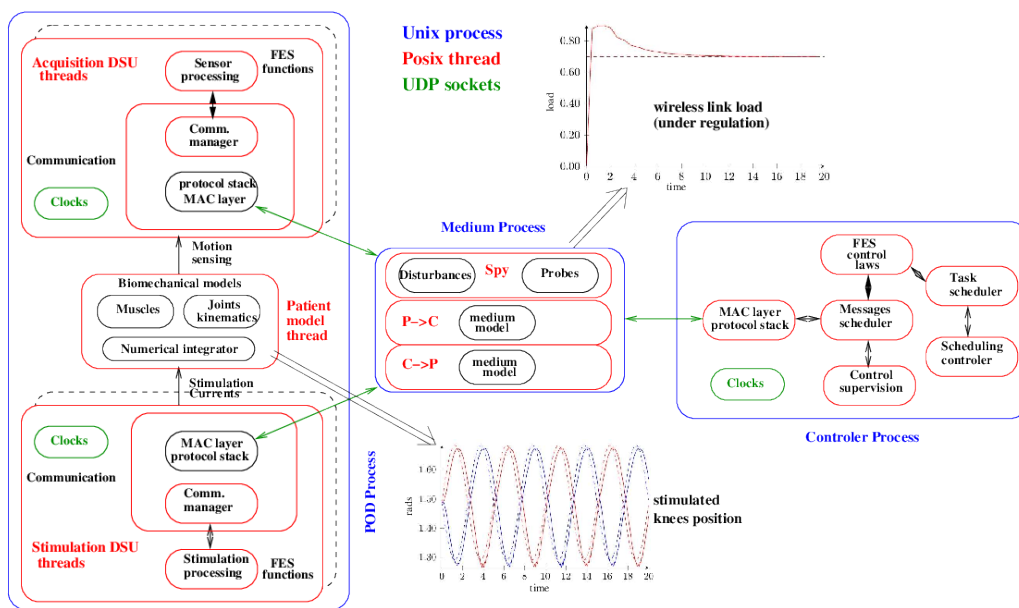 Unix process
Posix thread
UDP sockets
Acquisition DSU
threads
Sensor
processing
FES
functions
Comm.
manager
Communication
protocol stack
MAC layer
Clocks
Motion
sensing
Biomechanical models
Muscles
Joints
kinematics
Numerical integrator
Patient
model
thread
Stimulation
Currents
Clocks
MAC layer
protocol stack
Communication
Comm.
manager
Stimulation DSU
threads
Stimulation
processing
FES
functions
POD Process
Medium Process
Disturbances
Spy
Probes
P->C
medium
model
C->P
medium
model
load
0.80
0.60
0.40
0.20
0.00
0 2 4 6 8 10 12 14 16 18 20
time
wireless link load
(under regulation)
FES
control
laws
Task
scheduler
MAC layer
protocol stack
Messages
scheduler
Scheduling
controler
Clocks
Control
supervision
Controler Process
rads
0 2 4 6 8 10 12 14 16 18 20
time
stimulated
knees position